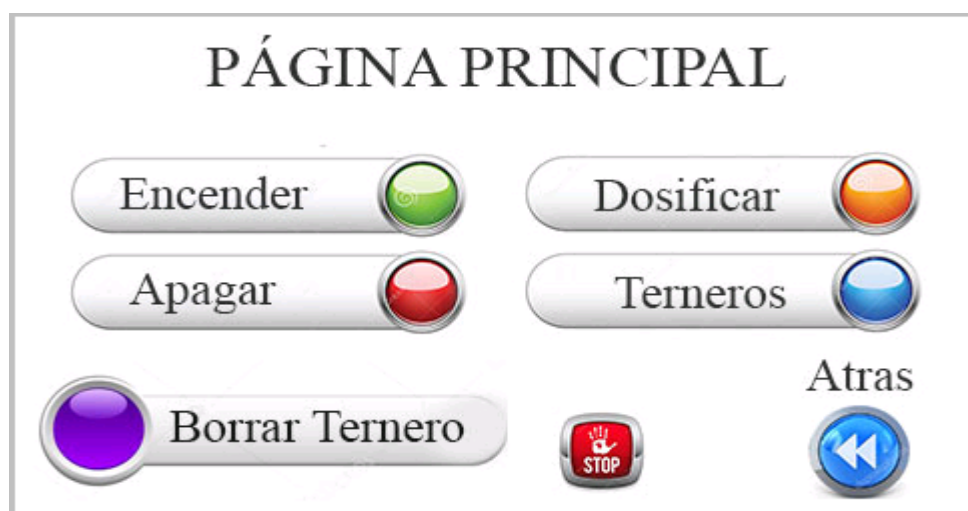 PÁGINA PRINCIPAL
Encender
Dosificar
Apagar
Terneros
Atras
Borrar Ternero
STOP